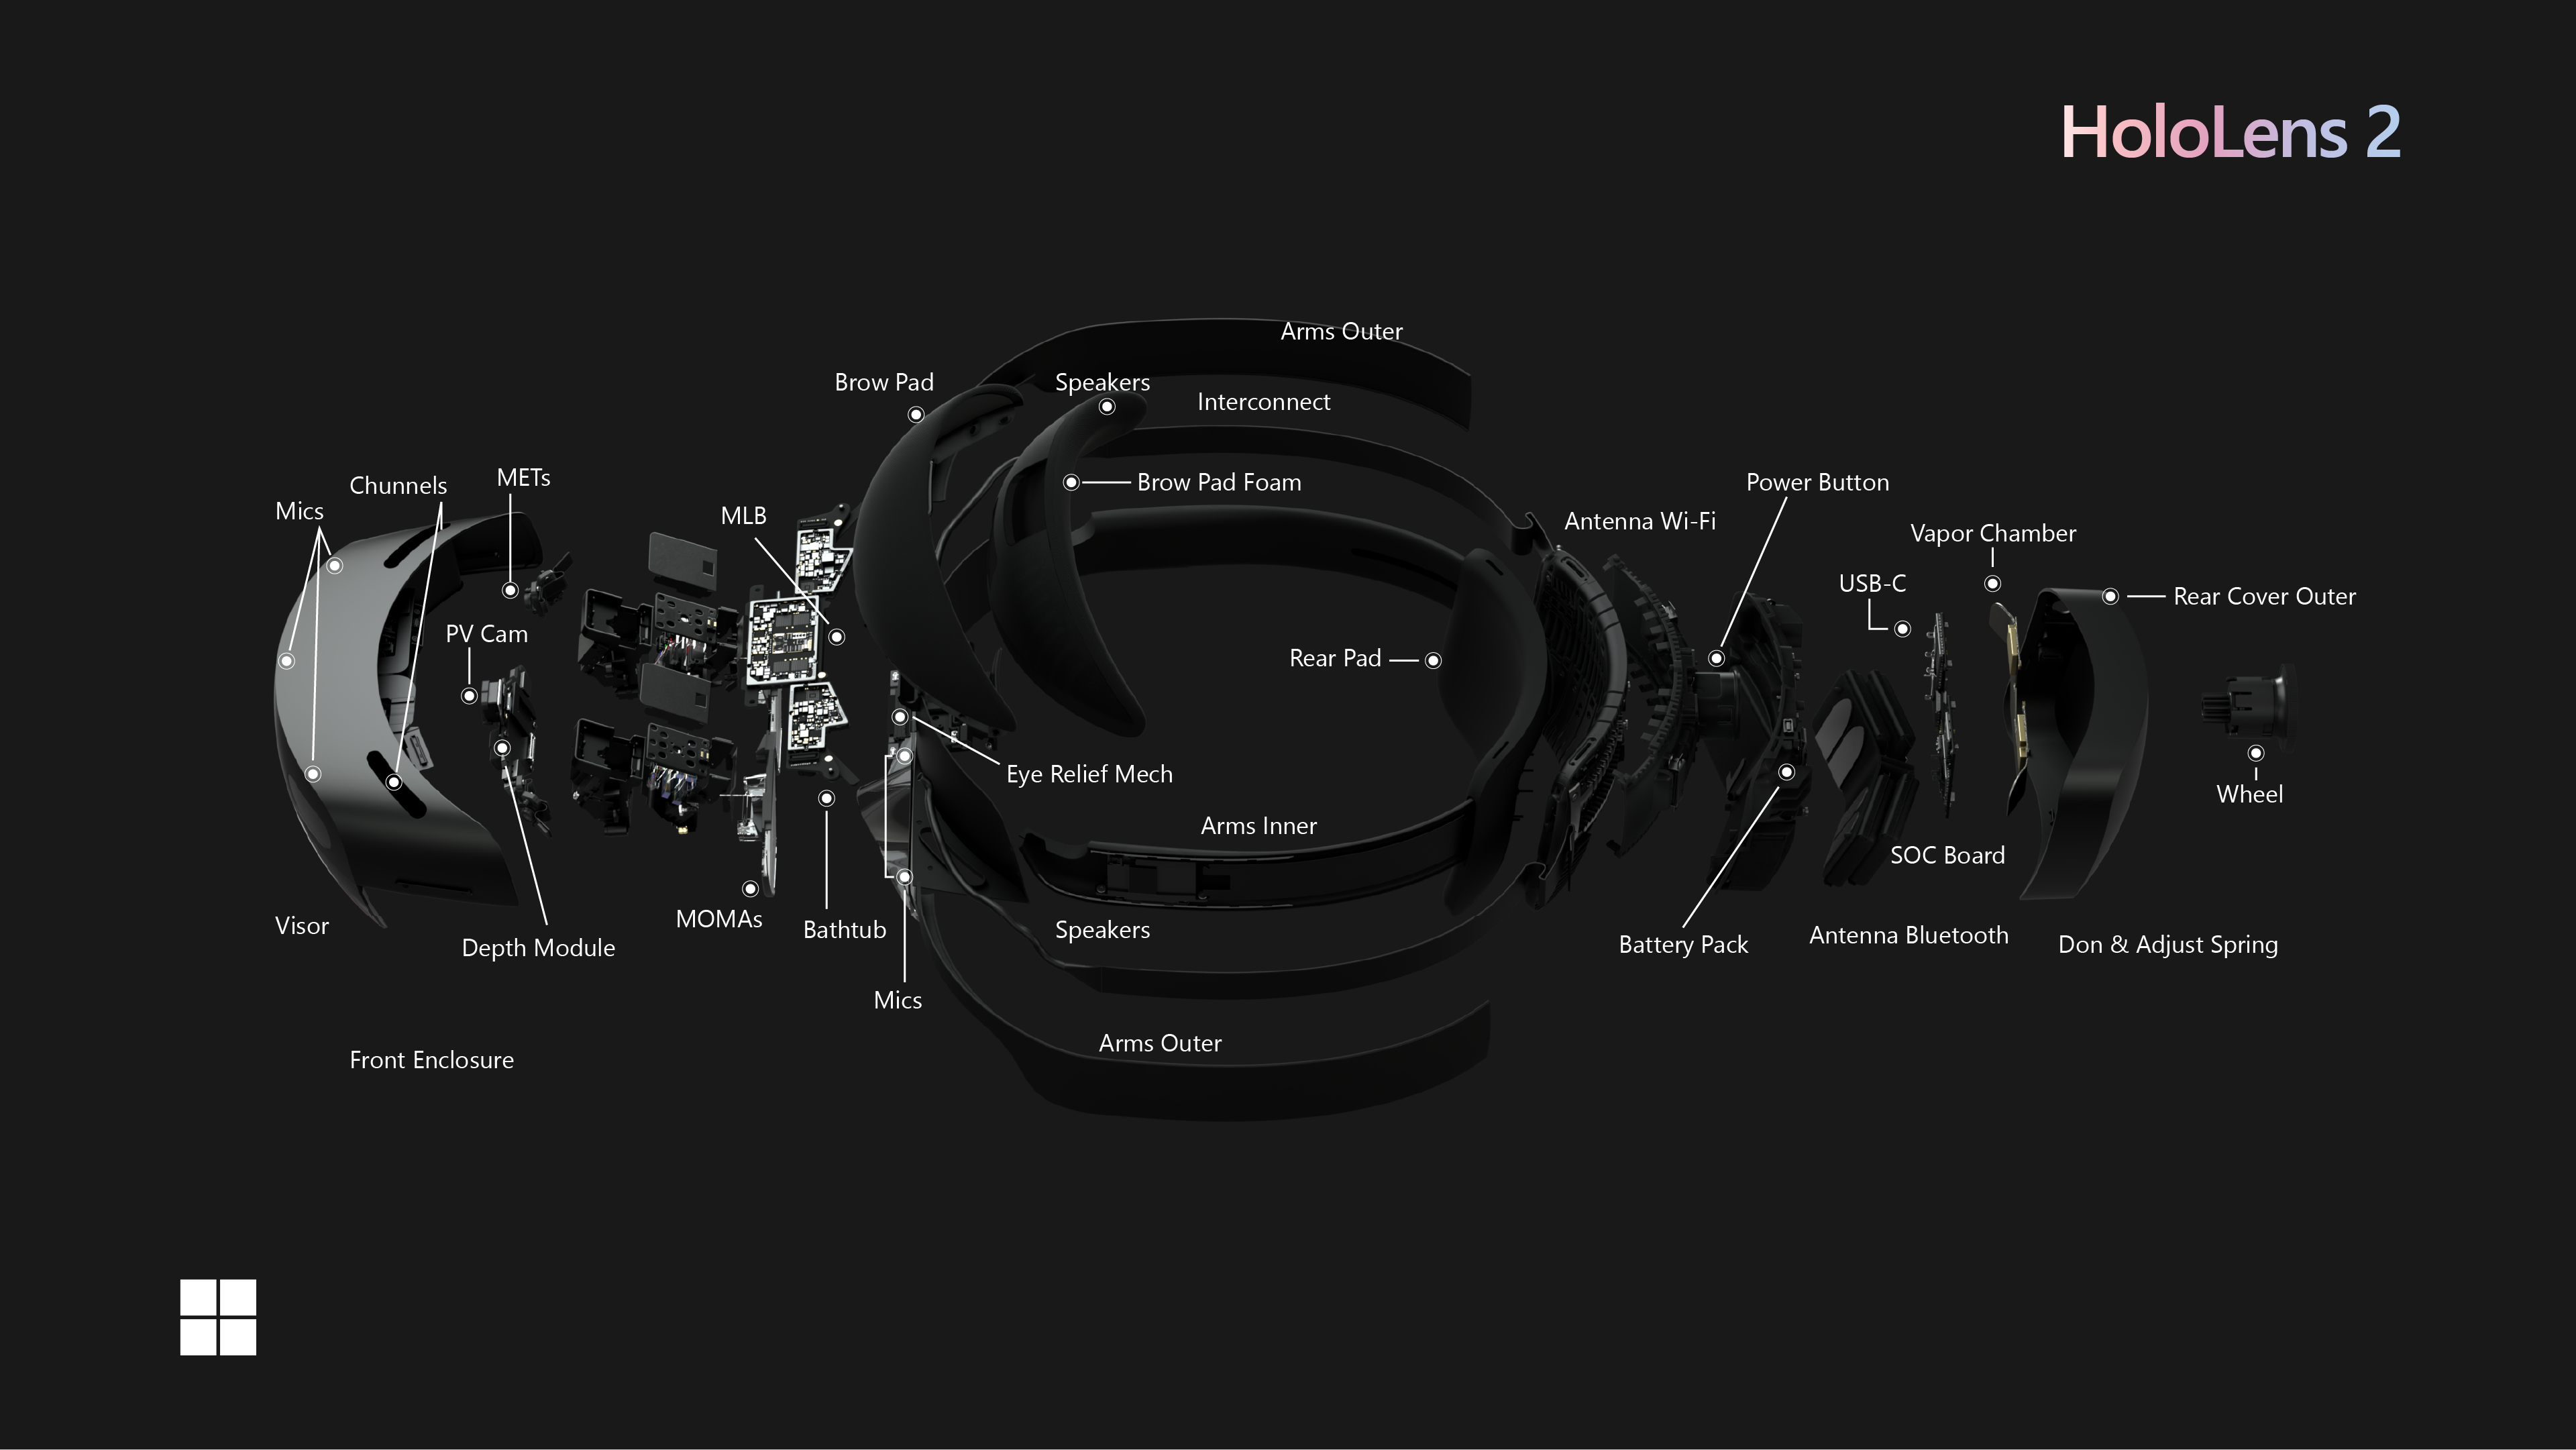 HoloLens 2
Arms Outer
Brow Pad
Speakers
Interconnect
METs
Channels
Brow Pad Foam
Power Button
Mics
MLB
Antenna Wi-Fi
Vapor Chamber
USB-C
Rear Cover Outer
PV Cam
Rear Pad
Eye Relief Mech
Wheel
Arms Inner
SOC Board
Visor
MOMAs
Bathtub
Speakers
Depth Module
Battery Pack
Antenna Bluetooth
Don & Adjust Spring
Mics
Arms Outer
Front Enclosure